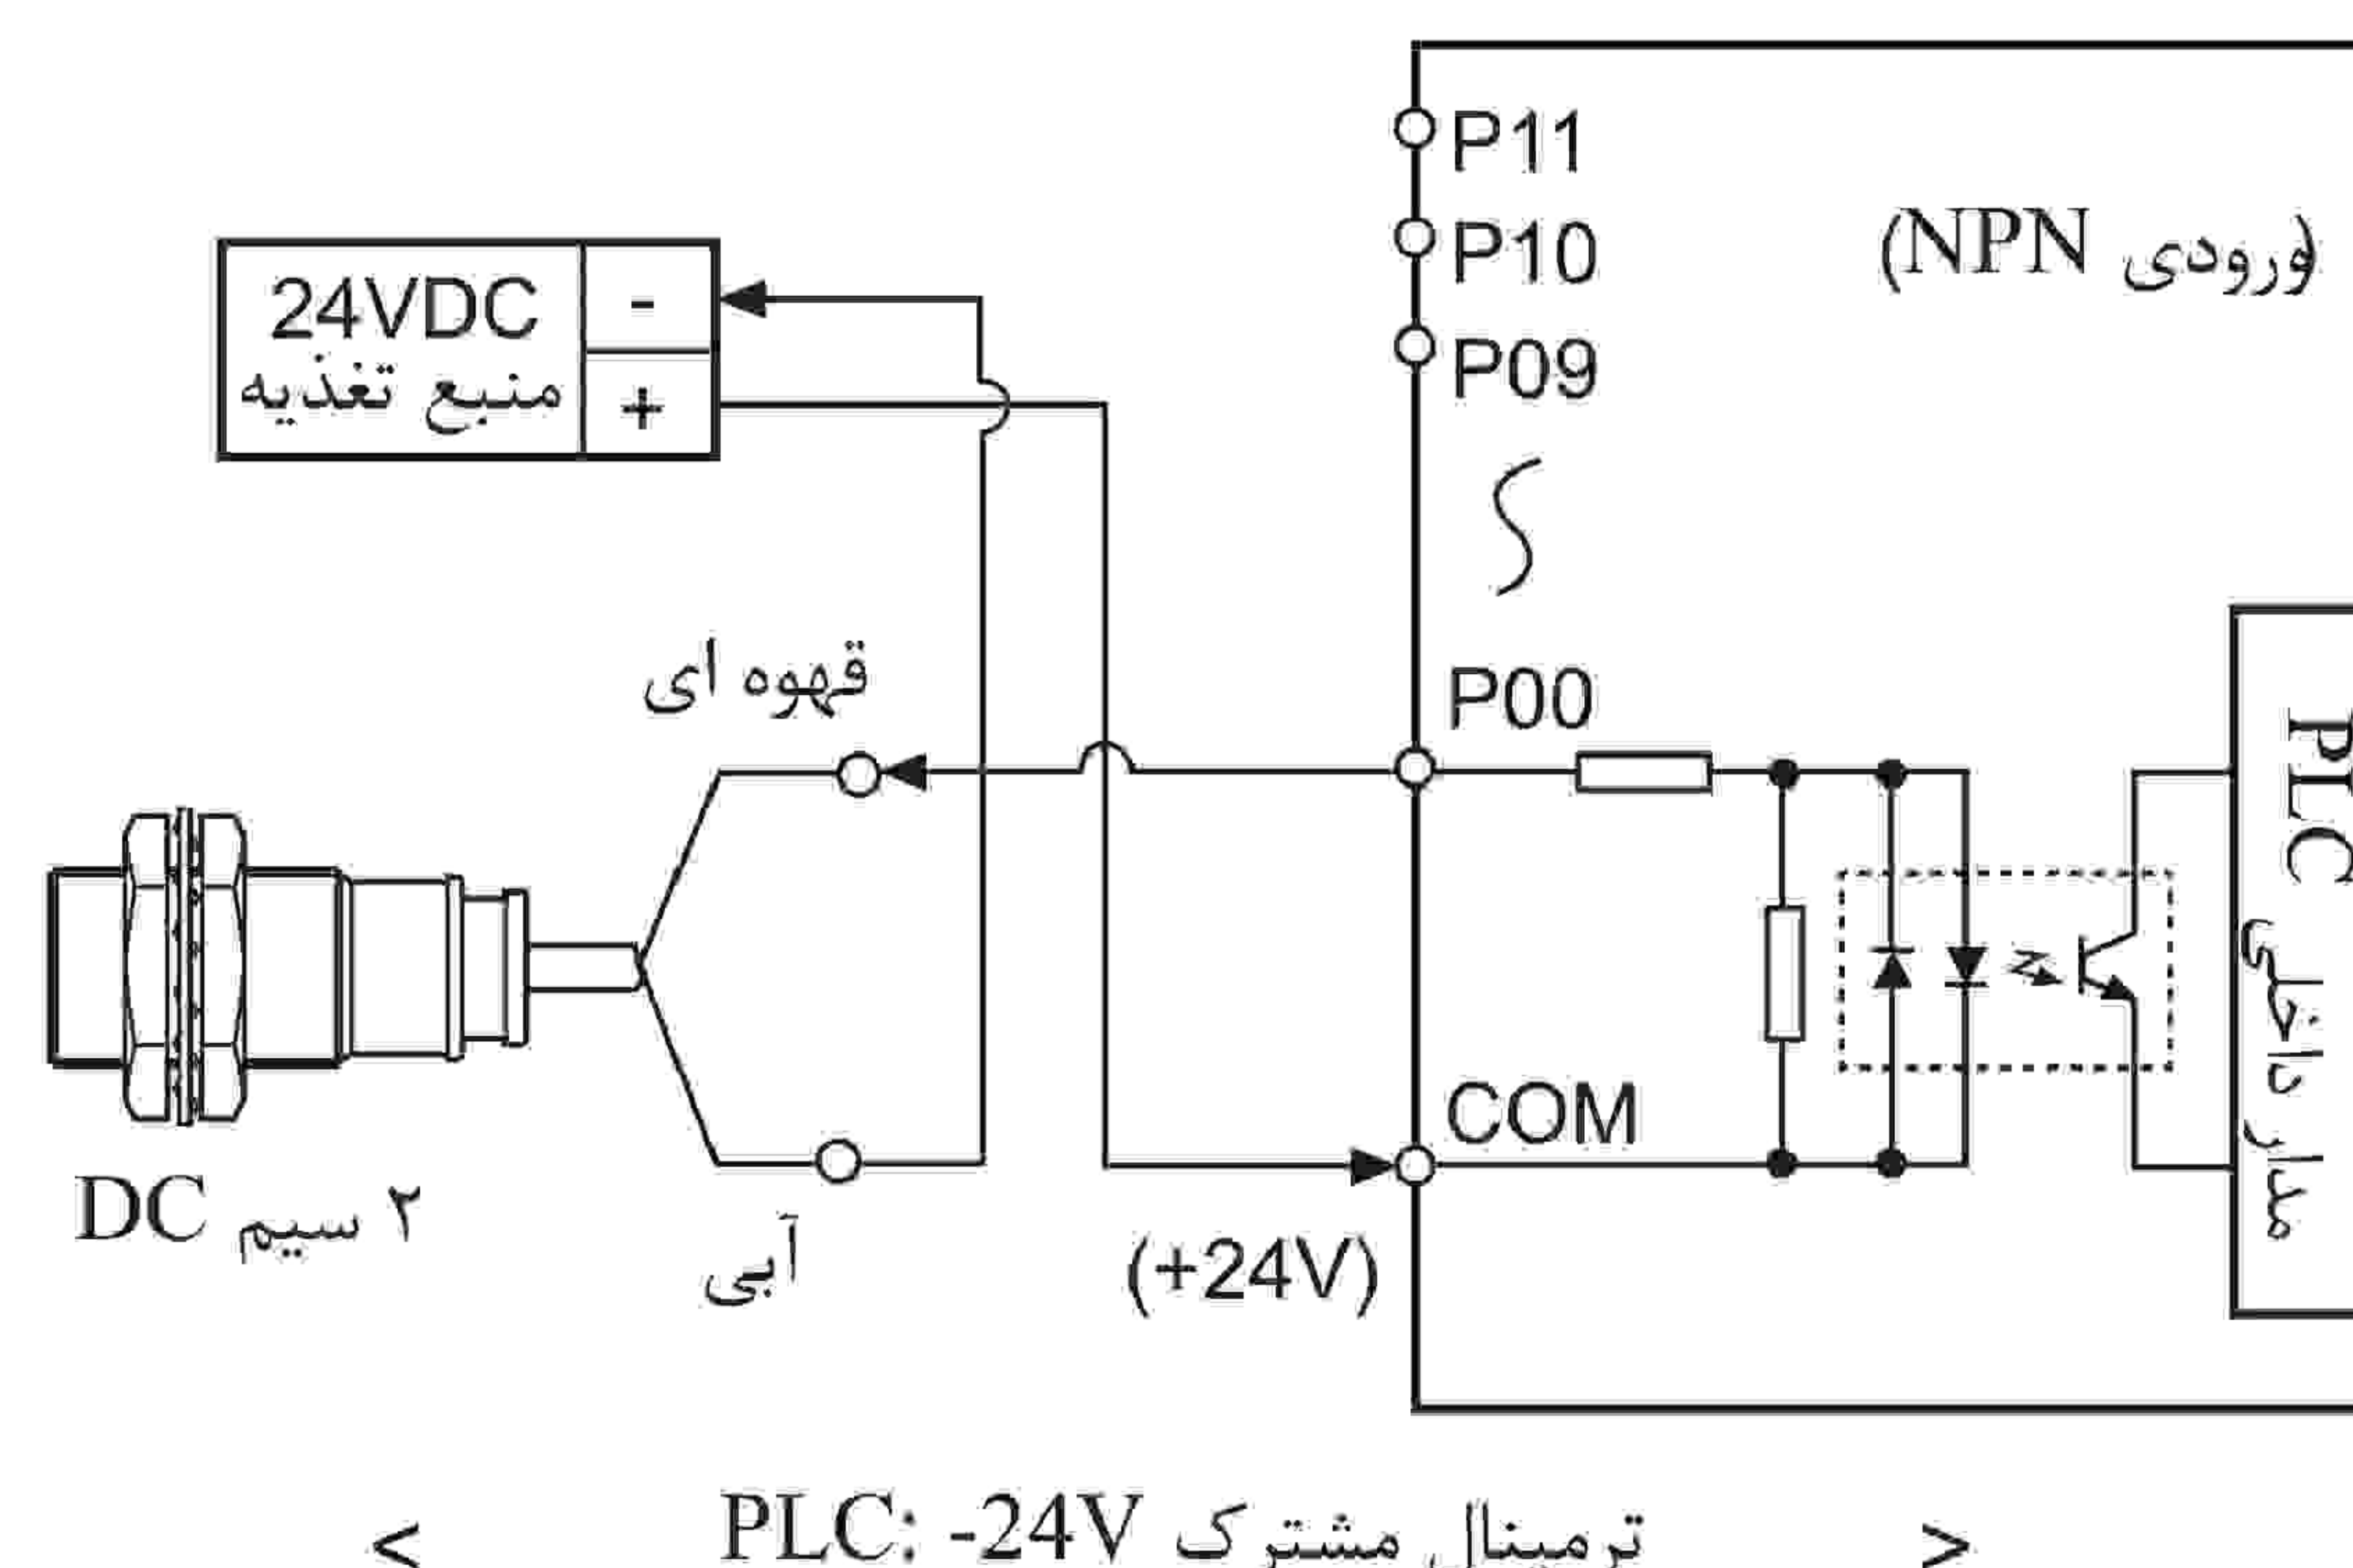 P11
P10
(ورودی NPN)
P09
24VDC
منبع تغذیه
-
+
قهوه ای
P00
PLC
مدار داخلی
COM
۲ سیم DC
آبی
(+24V)
< ترمینال مشترک PLC: -24V >